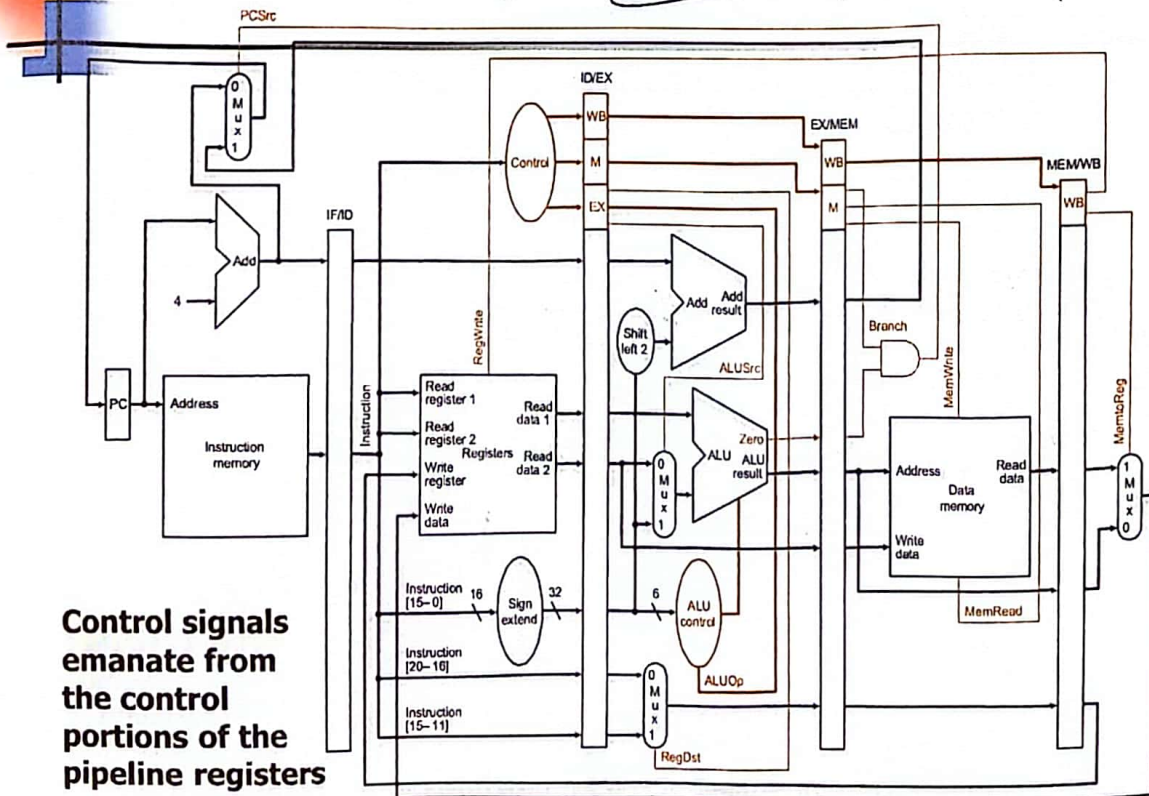 PCSrc
0
M
u
x
1
ID/EX
WB
Control
M
EX
EX/MEM
WB
M
MEM/WB
WB
IF/ID
Add
4
Add
Add
result
Shift
left 2
RegWrite
ALUSrc
Branch
MemWrite
MemtoReg
PC
Address
Instruction
memory
Instruction
Read
register 1
Read
register 2
Write
register
Write
data
Registers
Read
data 1
Read
data 2
0
M
u
x
1
Zero
ALU
ALU
result
Address
Read
data
Data
memory
Write
data
1
M
u
x
0
MemRead
Instruction
[15–0]
16
Sign
extend
32
6
ALU
control
ALUOp
Instruction
[20–16]
Instruction
[15–11]
0
M
u
x
1
RegDst
Control signals
emanate from
the control
portions of the
pipeline registers